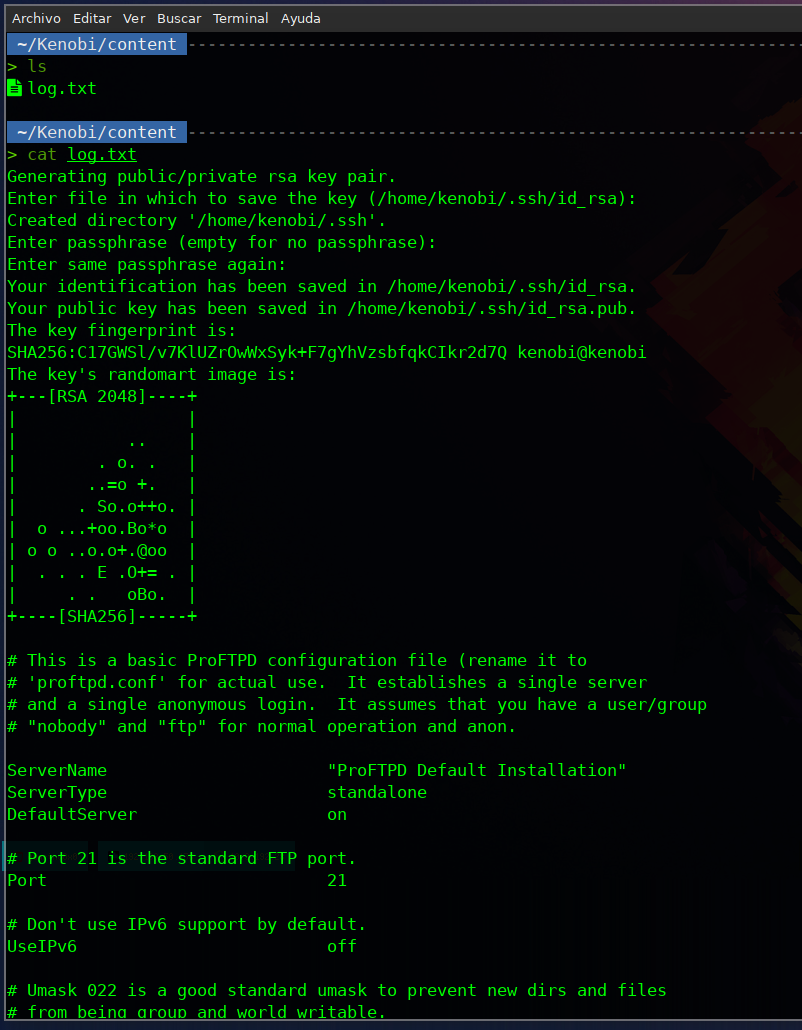 Archivo Editar Ver Buscar Terminal Ayuda
~/Kenobi/content
> ls
log.txt
~/Kenobi/content
> cat log.txt
Generating public/private rsa key pair.
Enter file in which to save the key (/home/kenobi/.ssh/id_rsa):
Created directory '/home/kenobi/.ssh'.
Enter passphrase (empty for no passphrase):
Enter same passphrase again:
Your identification has been saved in /home/kenobi/.ssh/id_rsa.
Your public key has been saved in /home/kenobi/.ssh/id_rsa.pub.
The key fingerprint is:
SHA256:C17GWSl/v7KlUZrOwWxSyk+F7gYhVzsbfqkCIkr2d7Q kenobi@kenobi
The key's randomart image is:
+---[RSA 2048]----+
|                 |
|           ..    |
|        . o. .   |
|       ..=o +.   |
|      . So.o++o. |
|  o ...+oo.Bo*o  |
| o o ..o.o+.@oo  |
|  . . . E .O+= . |
|     . .   oBo.  |
+----[SHA256]-----+
# This is a basic ProFTPD configuration file (rename it to
# 'proftpd.conf' for actual use.  It establishes a single server
# and a single anonymous login.  It assumes that you have a user/group
# "nobody" and "ftp" for normal operation and anon.
ServerName                      "ProFTPD Default Installation"
ServerType                      standalone
DefaultServer                   on
# Port 21 is the standard FTP port.
Port                            21
# Don't use IPv6 support by default.
UseIPv6                         off
# Umask 022 is a good standard umask to prevent new dirs and files
# from being group and world writable.